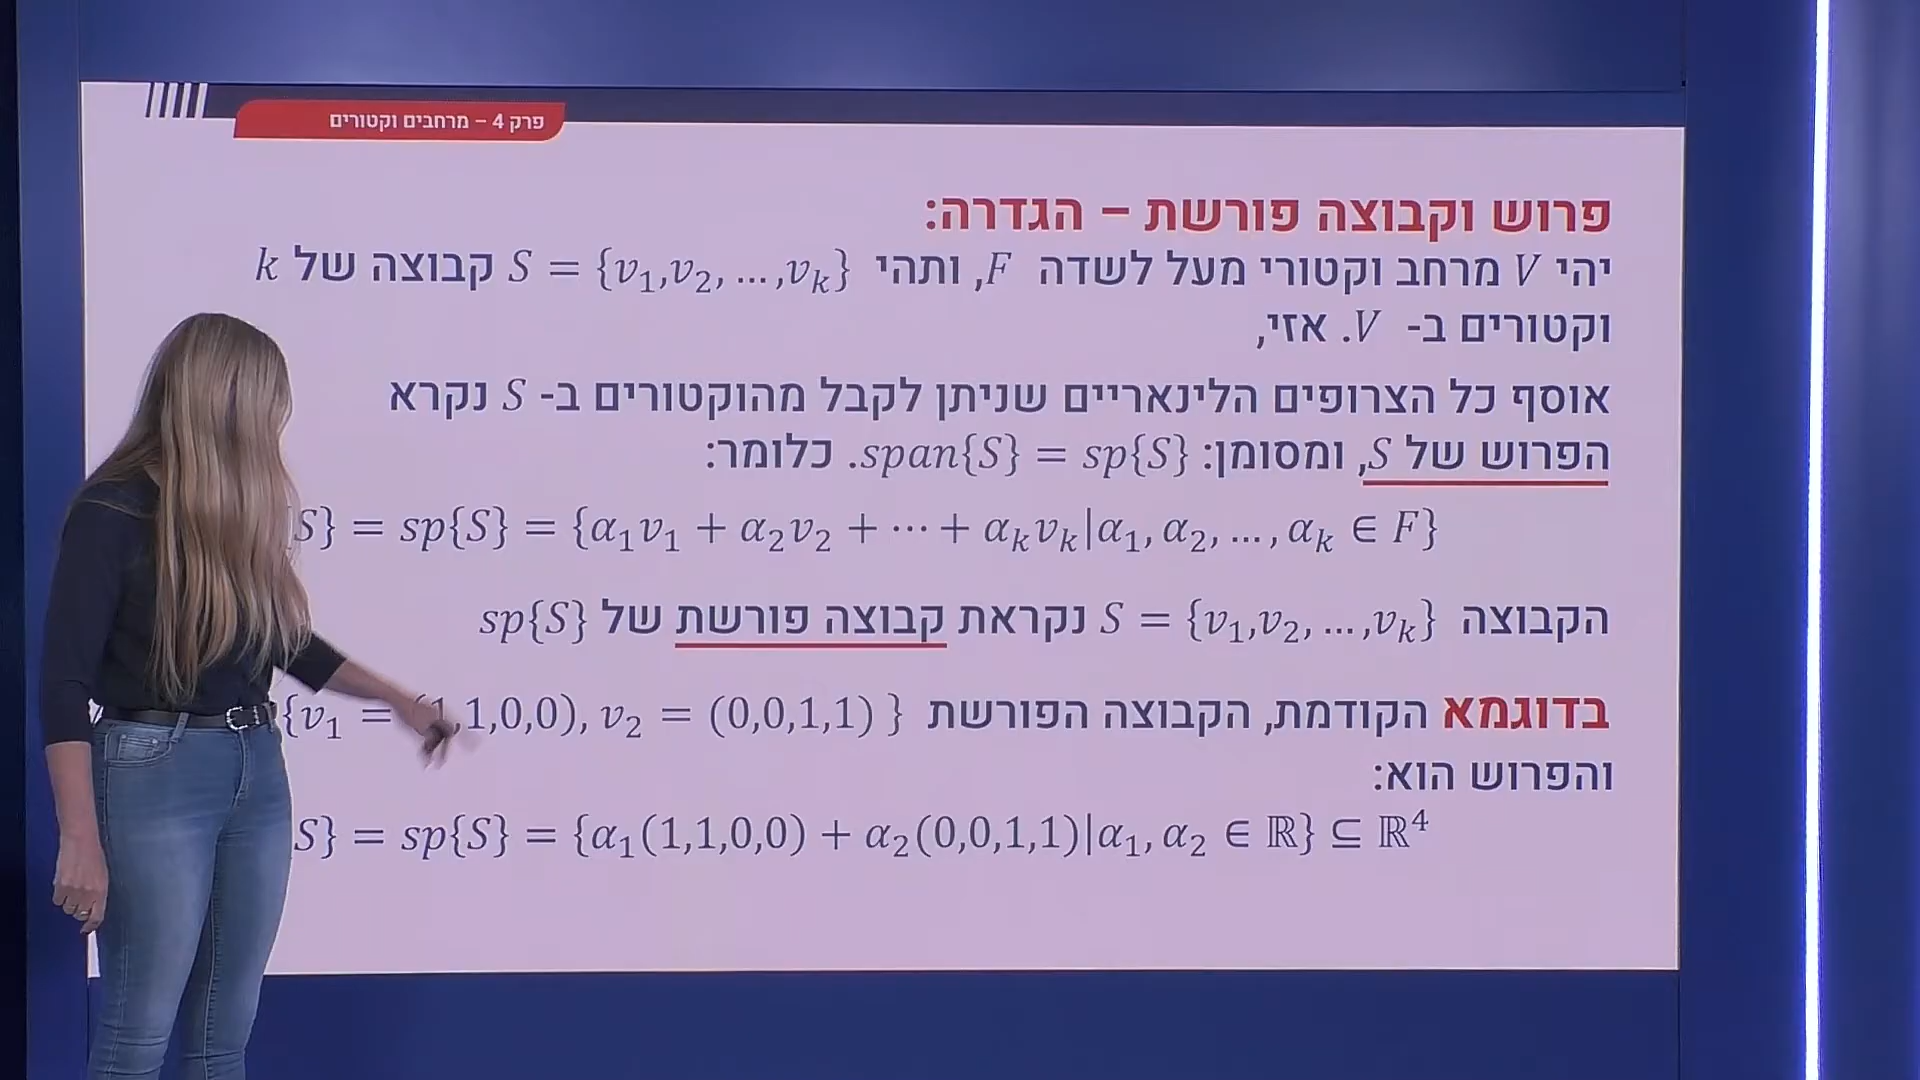 פרק 4 – מרחבים וקטורים
פרוש וקבוצה פורשת – הגדרה:
יהי V מרחב וקטורי מעל לשדה F, ותהי S = {v₁,v₂, …,vₖ} קבוצה של k
וקטורים ב- V. אזי,
אוסף כל הצרופים הלינאריים שניתן לקבל מהוקטורים ב- S נקרא
הפרוש של S, ומסומן: span{S} = sp{S}. כלומר:
S} = sp{S} = {α₁v₁ + α₂v₂ + ⋯ + αₖvₖ|α₁, α₂, … , αₖ ∈ F}
הקבוצה S = {v₁,v₂, …,vₖ} נקראת קבוצה פורשת של sp{S}
בדוגמא הקודמת, הקבוצה הפורשת {v₁ = (1,1,0,0), v₂ = (0,0,1,1) }
והפרוש הוא:
S} = sp{S} = {α₁(1,1,0,0) + α₂(0,0,1,1)|α₁, α₂ ∈ ℝ} ⊆ ℝ⁴